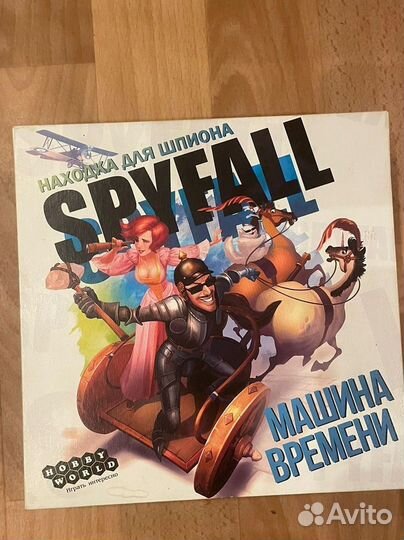 НАХОДКА ДЛЯ ШПИОНА
SPYFALL
МАШИНА
ВРЕМЕНИ
HOBBY
WORLD
Играть интересно
Avito